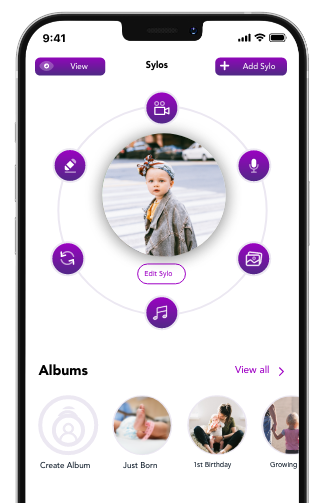 9:41
View
Sylos
Add Sylo
Edit Sylo
Albums
View all
Create Album
Just Born
1st Birthday
Growing